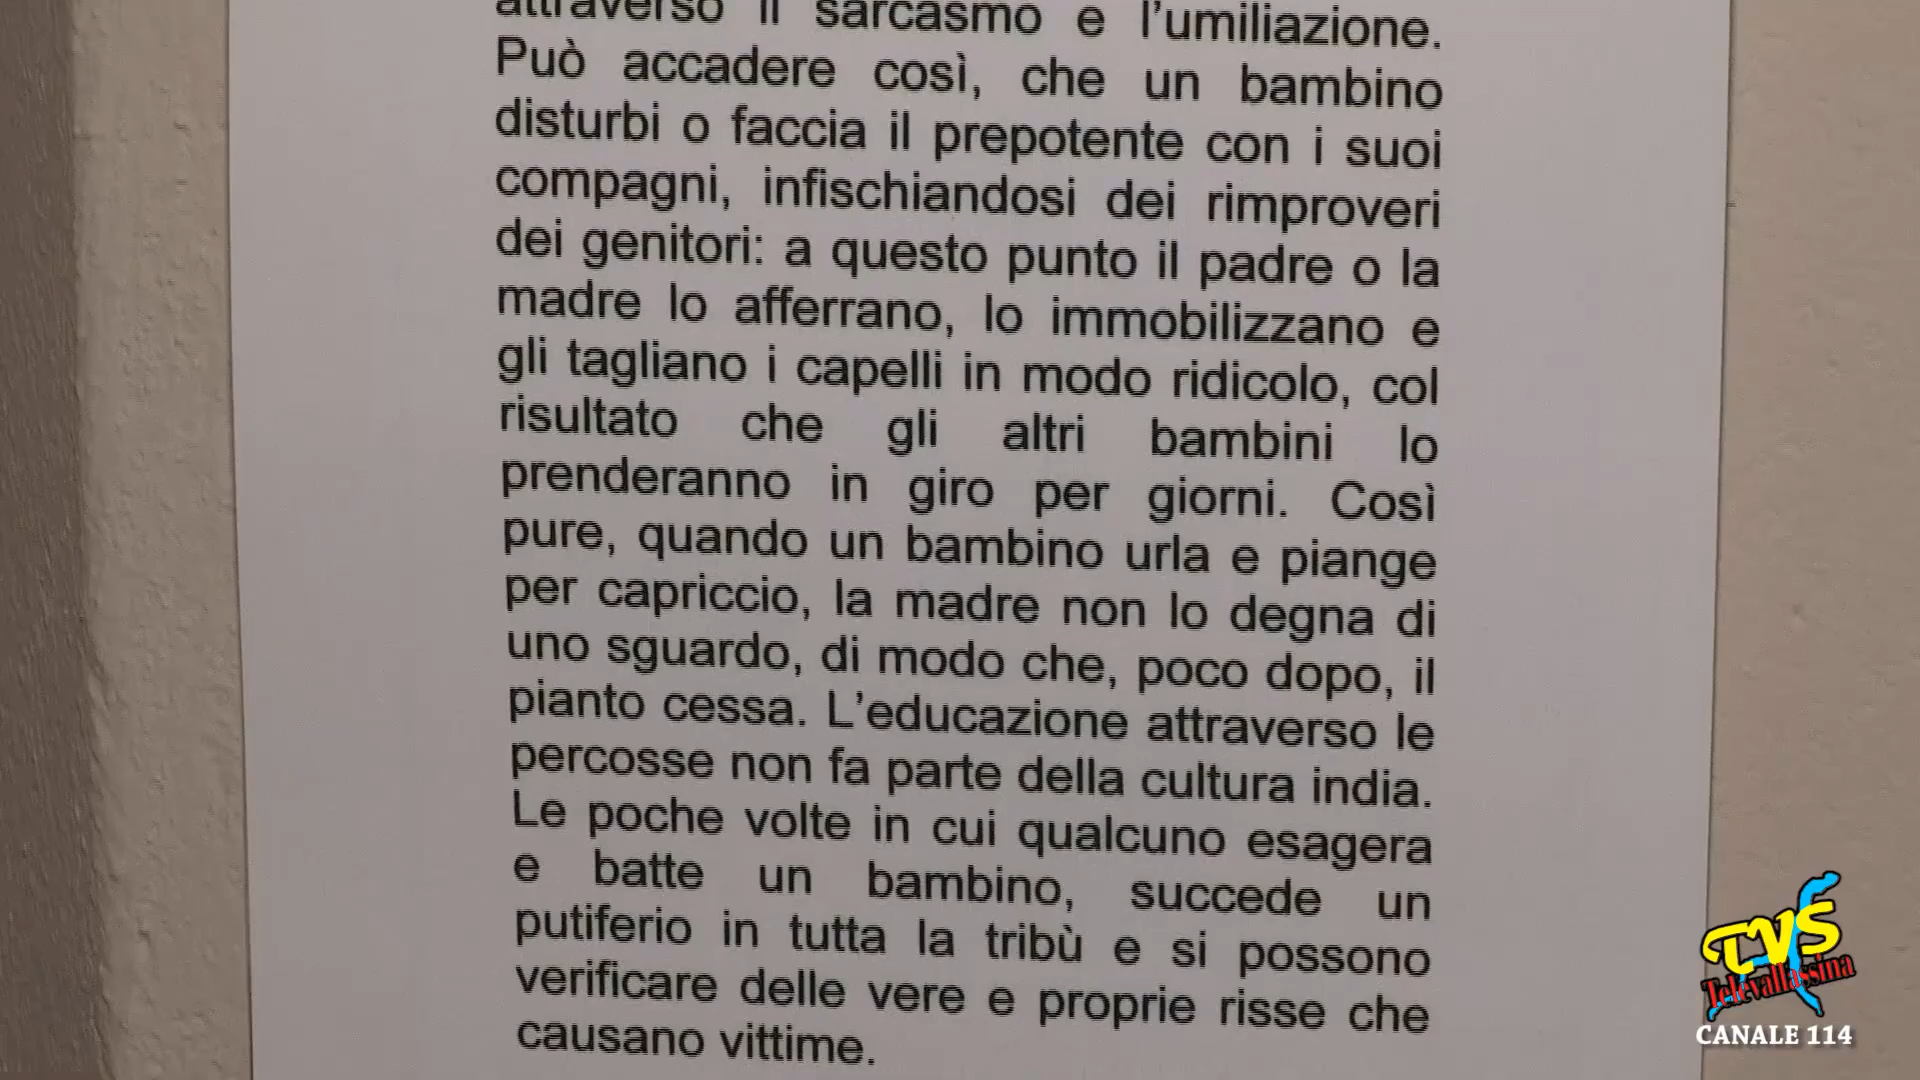 attraverso il sarcasmo e l’umiliazione.
Può accadere così, che un bambino
disturbi o faccia il prepotente con i suoi
compagni, infischiandosi dei rimproveri
dei genitori: a questo punto il padre o la
madre lo afferrano, lo immobilizzano e
gli tagliano i capelli in modo ridicolo, col
risultato che gli altri bambini lo
prenderanno in giro per giorni. Così
pure, quando un bambino urla e piange
per capriccio, la madre non lo degna di
uno sguardo, di modo che, poco dopo, il
pianto cessa. L’educazione attraverso le
percosse non fa parte della cultura india.
Le poche volte in cui qualcuno esagera
e batte un bambino, succede un
putiferio in tutta la tribù e si possono
verificare delle vere e proprie risse che
causano vittime.
TVS
Televallassina
CANALE 114